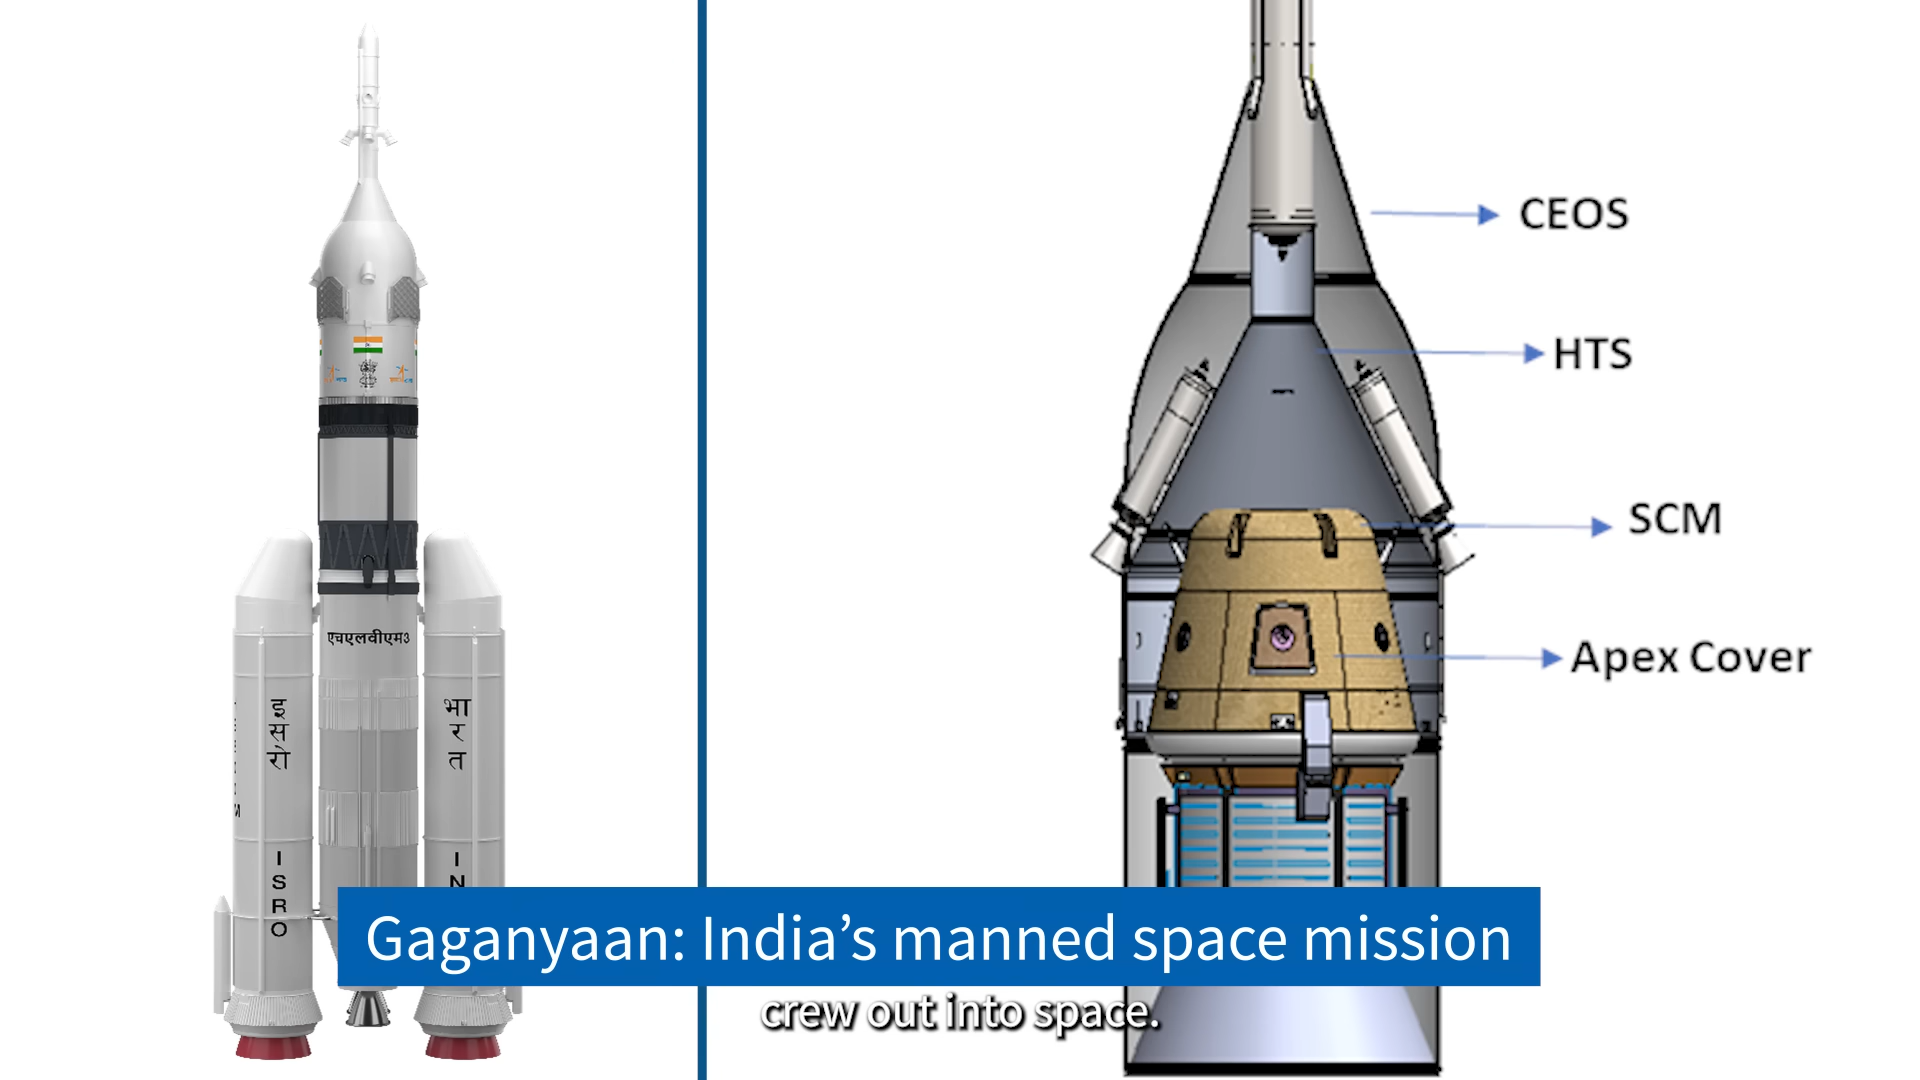 एचएलवीएम3
इसरो
भारत
ISRO
IN
CEOS
HTS
SCM
Apex Cover
Gaganyaan: India’s manned space mission
crew out into space.